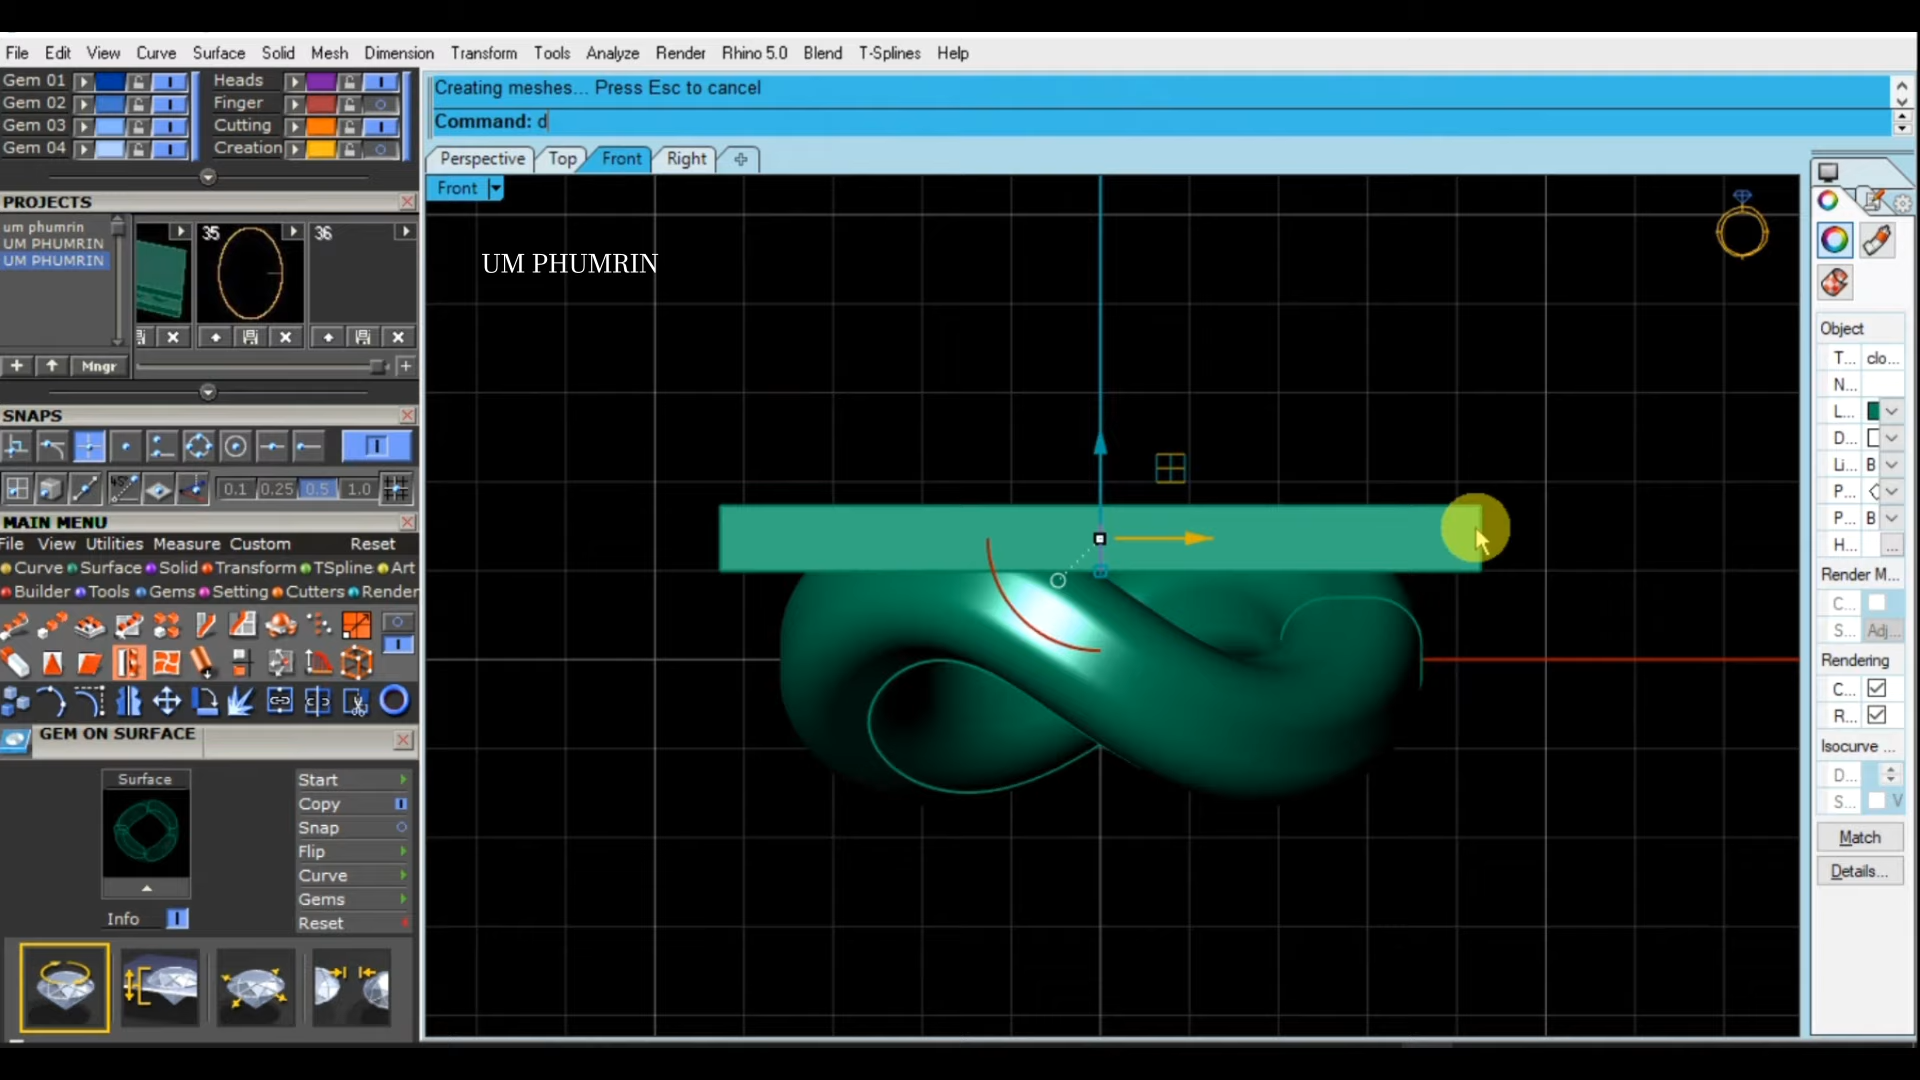 File Edit View Curve Surface Solid Mesh Dimension Transform Tools Analyze Render Rhino 5.0 Blend T-Splines Help
Gem 01 Heads
Gem 02 Finger
Gem 03 Cutting
Gem 04 Creation
Creating meshes... Press Esc to cancel
Command: d
Perspective Top Front Right
Front
PROJECTS
um phumrin
UM PHUMRIN
UM PHUMRIN
35 36
Mngr
SNAPS
45°
0.1 0.25 0.5 1.0
MAIN MENU
File View Utilities Measure Custom Reset
Curve Surface Solid Transform TSpline Art
Builder Tools Gems Setting Cutters Render
GEM ON SURFACE
Surface
Info
Start
Copy
Snap
Flip
Curve
Gems
Reset
UM PHUMRIN
Object
T... clo...
N...
L...
D...
Li... B
P...
P... B
H... ...
Render M...
C...
S... Adj...
Rendering
C...
R...
Isocurve ...
D...
S... V
Match
Details...